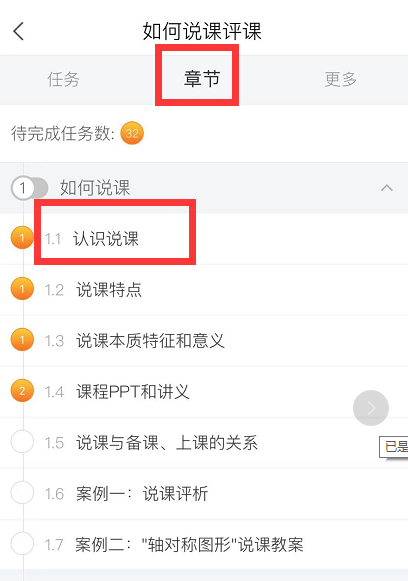 如何说课评课
任务 章节 更多
待完成任务数: 32
1 如何说课
1 1.1 认识说课
1 1.2 说课特点
1 1.3 说课本质特征和意义
2 1.4 课程PPT和讲义
1.5 说课与备课、上课的关系
已是
1.6 案例一：说课评析
1.7 案例二："轴对称图形"说课教案